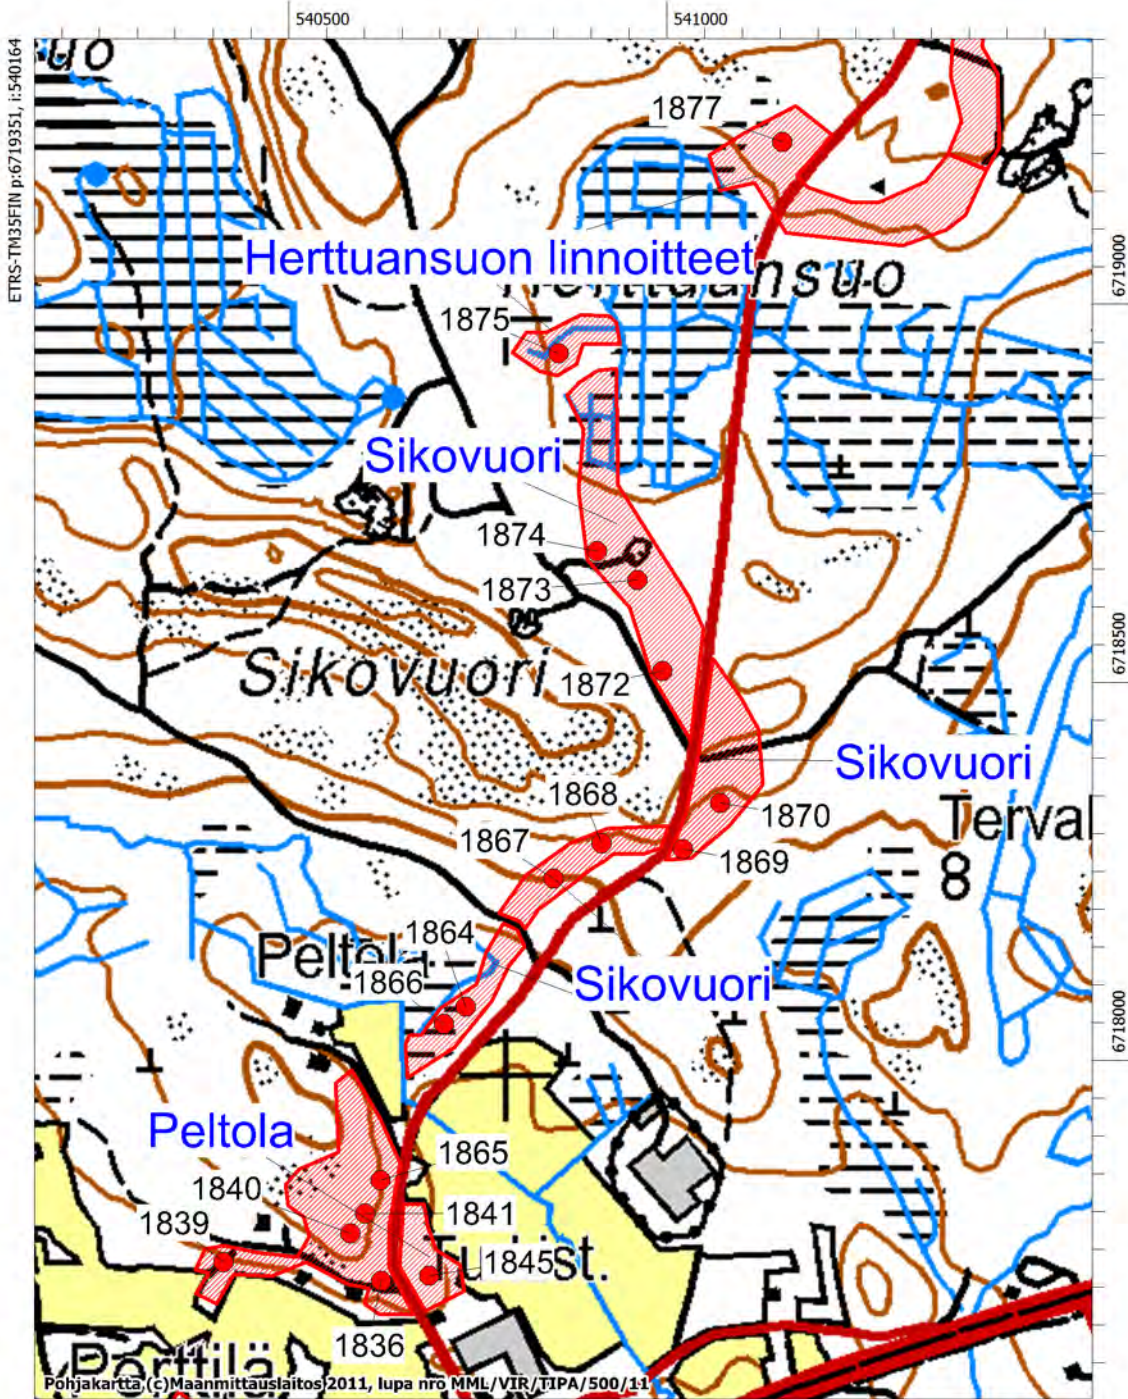 540500
541000
ETRS-TM35FIN p:6719351, i:540164
uo
1877
Herttuansuon linnoitteet
Herttuansuo
6719000
1875
Sikovuori
1874
1873
Sikovuori
1872
6718500
Sikovuori
1868
1870
Terval
1867
1869
8
1864
Peltola
1866
Sikovuori
6718000
Peltola
1865
1840
1841
1839
1845
st.
1836
Porttilä
Pohjakartta (c)Maanmittauslaitos 2011, lupa nro MML/VIR/TIPA/500/11